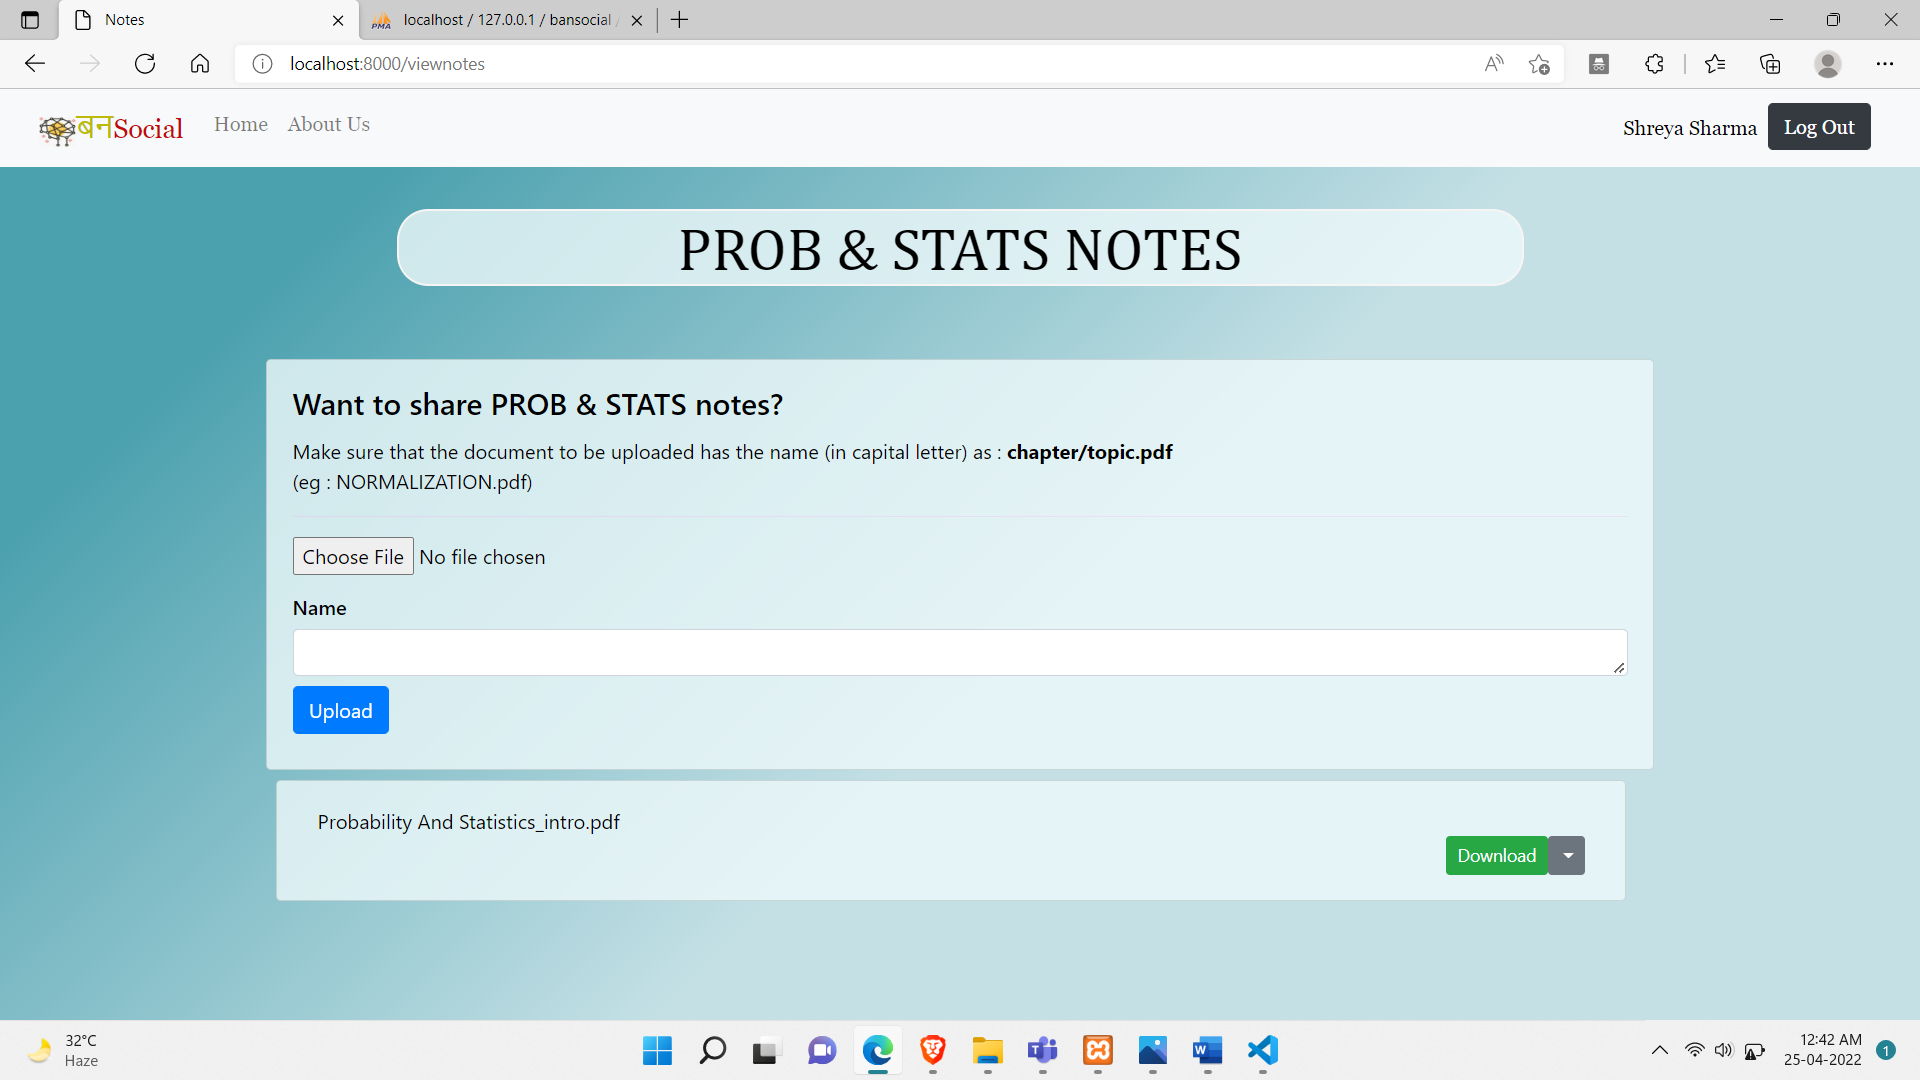 Notes
localhost / 127.0.0.1 / bansocial
localhost:8000/viewnotes
बनSocial
Home
About Us
Shreya Sharma
Log Out
PROB & STATS NOTES
Want to share PROB & STATS notes?
Make sure that the document to be uploaded has the name (in capital letter) as : chapter/topic.pdf
(eg : NORMALIZATION.pdf)
Choose File No file chosen
Name
Upload
Probability And Statistics_intro.pdf
Download
32°C
Haze
12:42 AM
25-04-2022
1